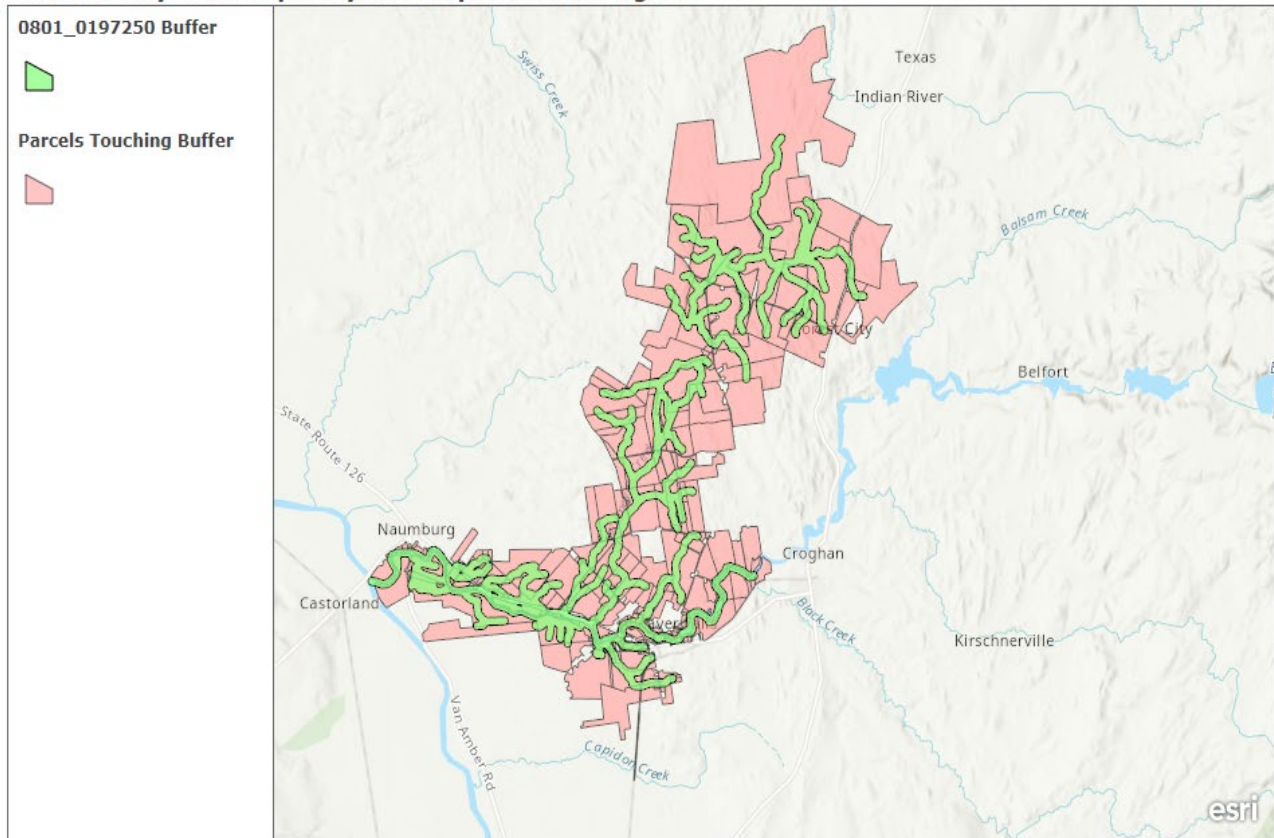 0801_0197250 Buffer
Parcels Touching Buffer
Swiss Creek
Texas
Indian River
Balsam Creek
Belfort
State Route 126
Naumburg
Croghan
Castorland
Black Creek
Kirschnerville
Van Amber Rd
Capidon Creek
esri